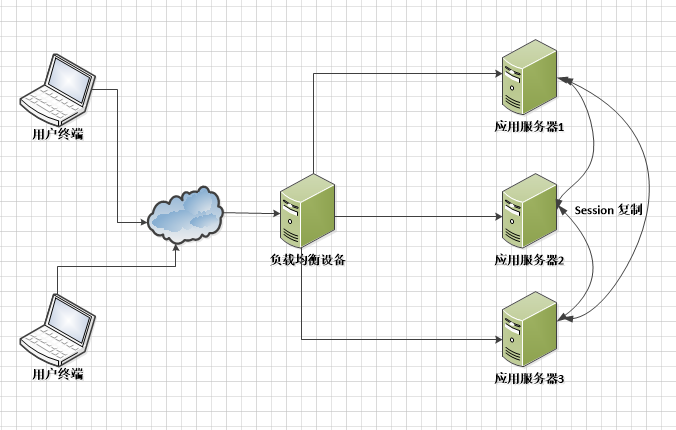 用户终端
应用服务器1
Session 复制
负载均衡设备
应用服务器2
用户终端
应用服务器3